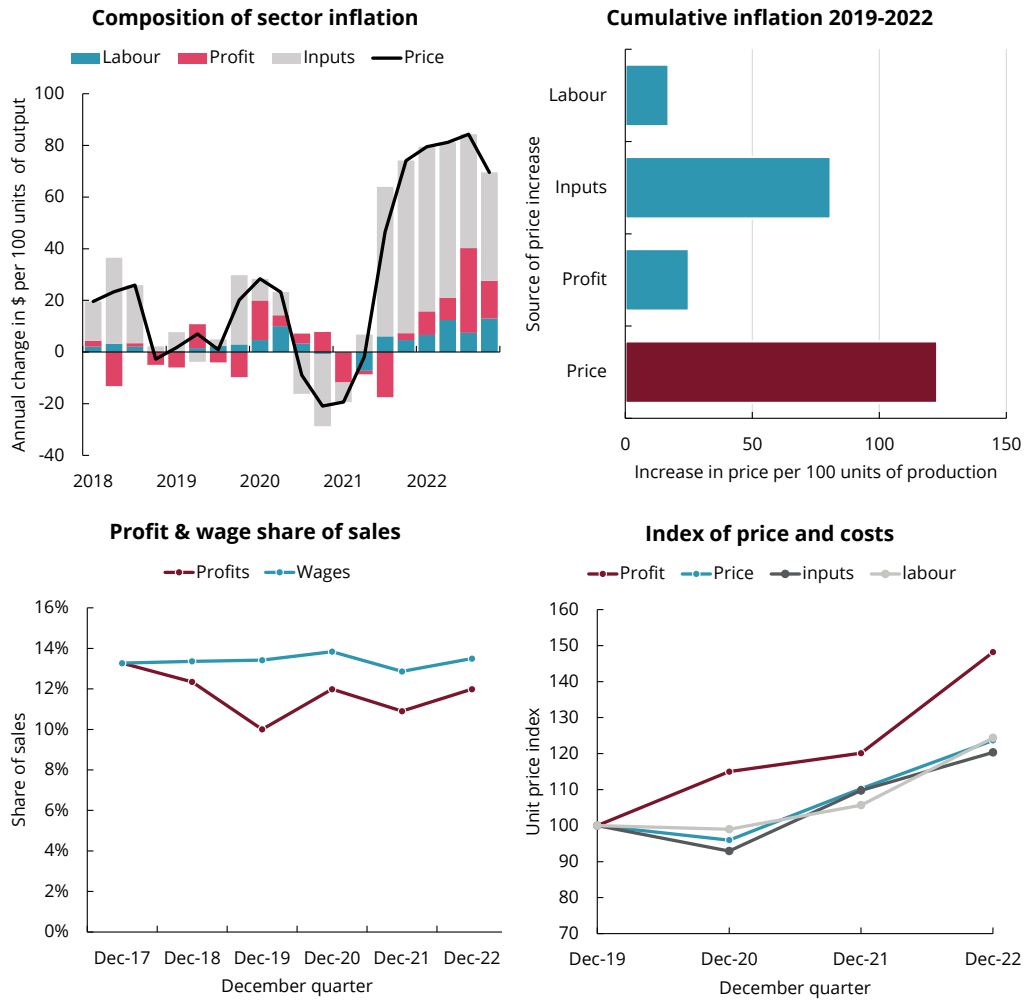 Composition of sector inflation
Labour Profit Inputs Price
Annual change in $ per 100 units of output
100
80
60
40
20
0
-20
-40
2018 2019 2020 2021 2022
Cumulative inflation 2019-2022
Source of price increase
Labour
Inputs
Profit
Price
0 50 100 150
Increase in price per 100 units of production
Profit & wage share of sales
Profits Wages
Share of sales
16%
14%
12%
10%
8%
6%
4%
2%
0%
Dec-17 Dec-18 Dec-19 Dec-20 Dec-21 Dec-22
December quarter
Index of price and costs
Profit Price inputs labour
Unit price index
160
150
140
130
120
110
100
90
80
70
Dec-19 Dec-20 Dec-21 Dec-22
December quarter